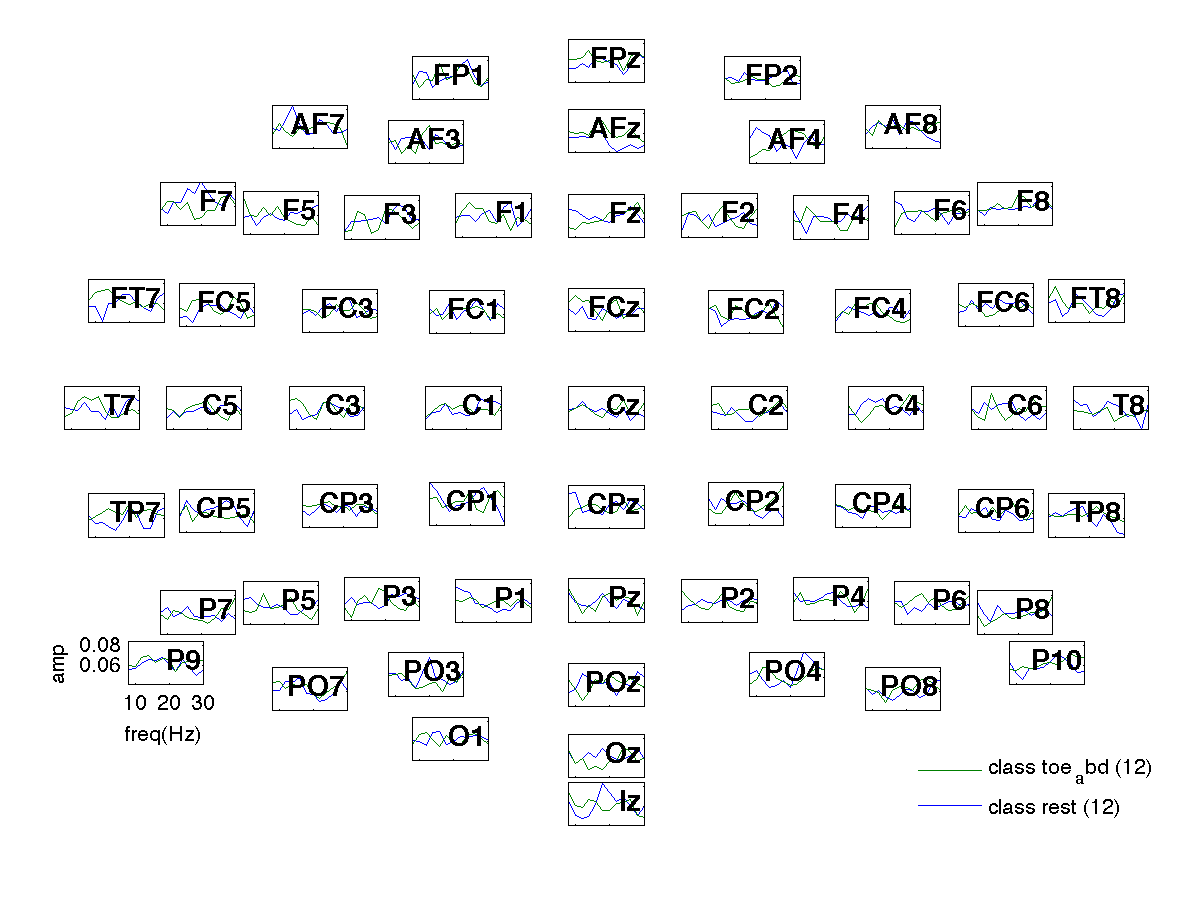 FPz
FP1
FP2
AF7
AF3
AFz
AF4
AF8
F7
F5
F3
F1
Fz
F2
F4
F6
F8
FT7
FC5
FC3
FC1
FCz
FC2
FC4
FC6
FT8
T7
C5
C3
C1
Cz
C2
C4
C6
T8
TP7
CP5
CP3
CP1
CPz
CP2
CP4
CP6
TP8
P7
P5
P3
P1
Pz
P2
P4
P6
P8
amp
0.08
0.06
P9
10 20 30
freq(Hz)
PO7
PO3
POz
PO4
PO8
P10
O1
Oz
Iz
class toe_abd (12)
class rest (12)